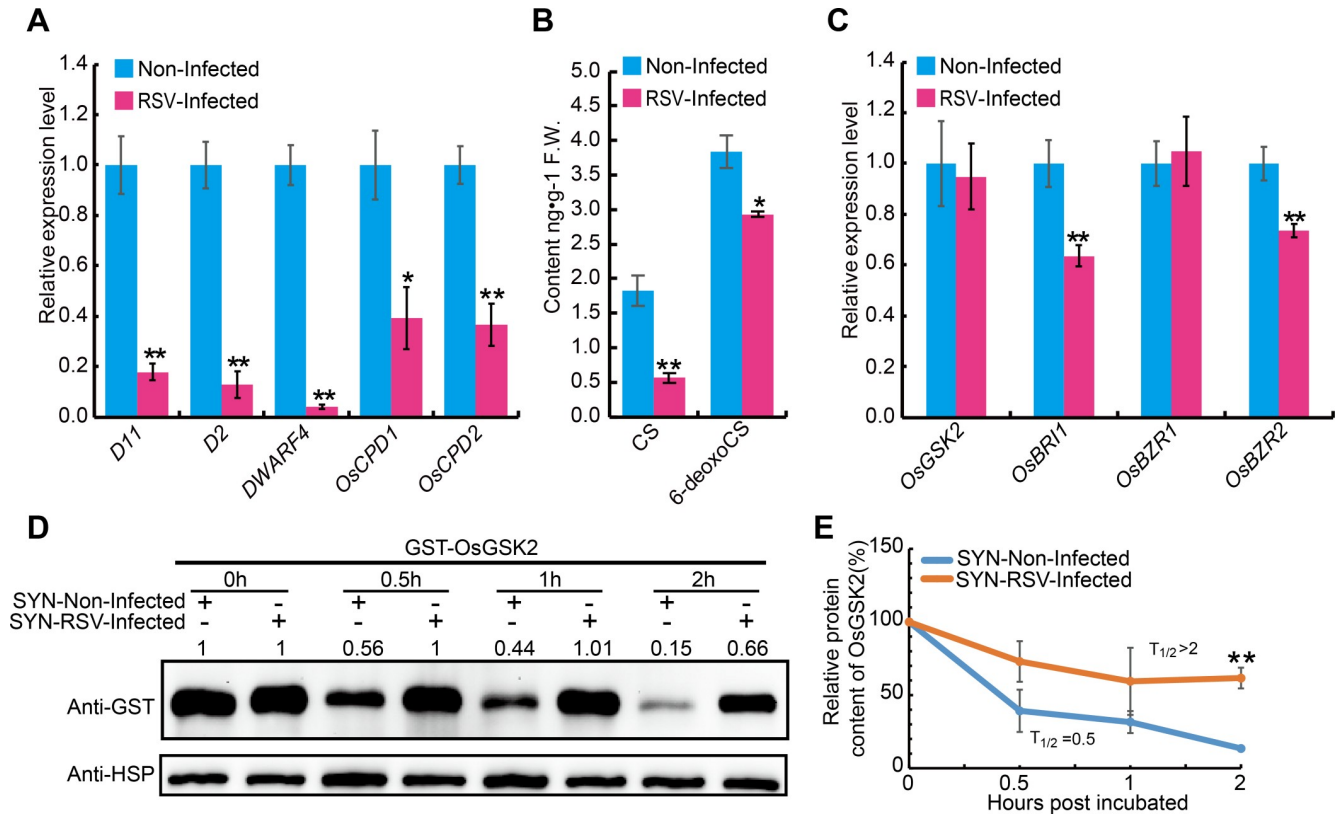 A
Relative expression level
1.4
1.2
1.0
0.8
0.6
0.4
0.2
0.0
Non-Infected
RSV-Infected
**
**
**
*
**
D11
D2
DWARF4
OsCPD1
OsCPD2
B
Content ng•g-1 F.W.
5.0
4.5
4.0
3.5
3.0
2.5
2.0
1.5
1.0
0.5
0.0
Non-Infected
RSV-Infected
**
*
CS
6-deoxoCS
C
Relative expression level
1.4
1.2
1.0
0.8
0.6
0.4
0.2
0.0
Non-Infected
RSV-Infected
**
**
OsGSK2
OsBRI1
OsBZR1
OsBZR2
D
GST-OsGSK2
0h 0.5h 1h 2h
SYN-Non-Infected + - + - + - + -
SYN-RSV-Infected - + - + - + - +
1 1 0.56 1 0.44 1.01 0.15 0.66
Anti-GST
Anti-HSP
E
Relative protein
content of OsGSK2(%)
150
100
50
0
SYN-Non-Infected
SYN-RSV-Infected
T1/2>2
**
T1/2 =0.5
0 0.5 1 2
Hours post incubated